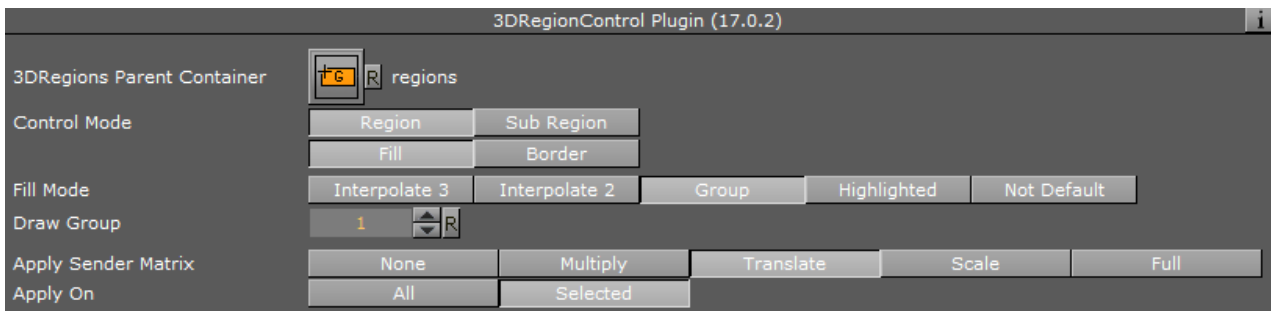 3DRegionControl Plugin (17.0.2) i
3DRegions Parent Container G R regions
Control Mode Region Sub Region
Fill Border
Fill Mode Interpolate 3 Interpolate 2 Group Highlighted Not Default
Draw Group 1 R
Apply Sender Matrix None Multiply Translate Scale Full
Apply On All Selected